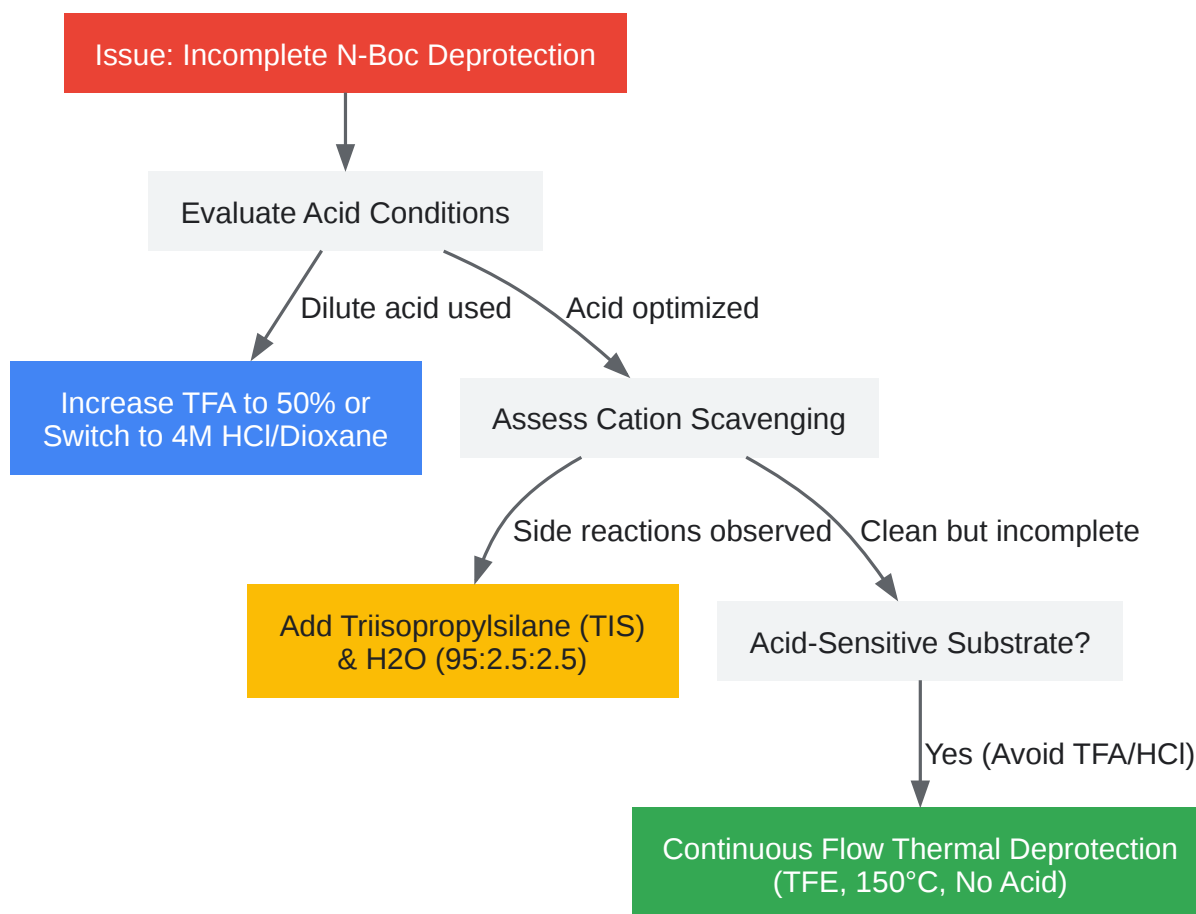 Issue: Incomplete N-Boc Deprotection
Evaluate Acid Conditions
Dilute acid used
Acid optimized
Increase TFA to 50% or
Switch to 4M HCl/Dioxane
Assess Cation Scavenging
Side reactions observed
Clean but incomplete
Add Triisopropylsilane (TIS)
& H2O (95:2.5:2.5)
Acid-Sensitive Substrate?
Yes (Avoid TFA/HCl)
Continuous Flow Thermal Deprotection
(TFE, 150°C, No Acid)